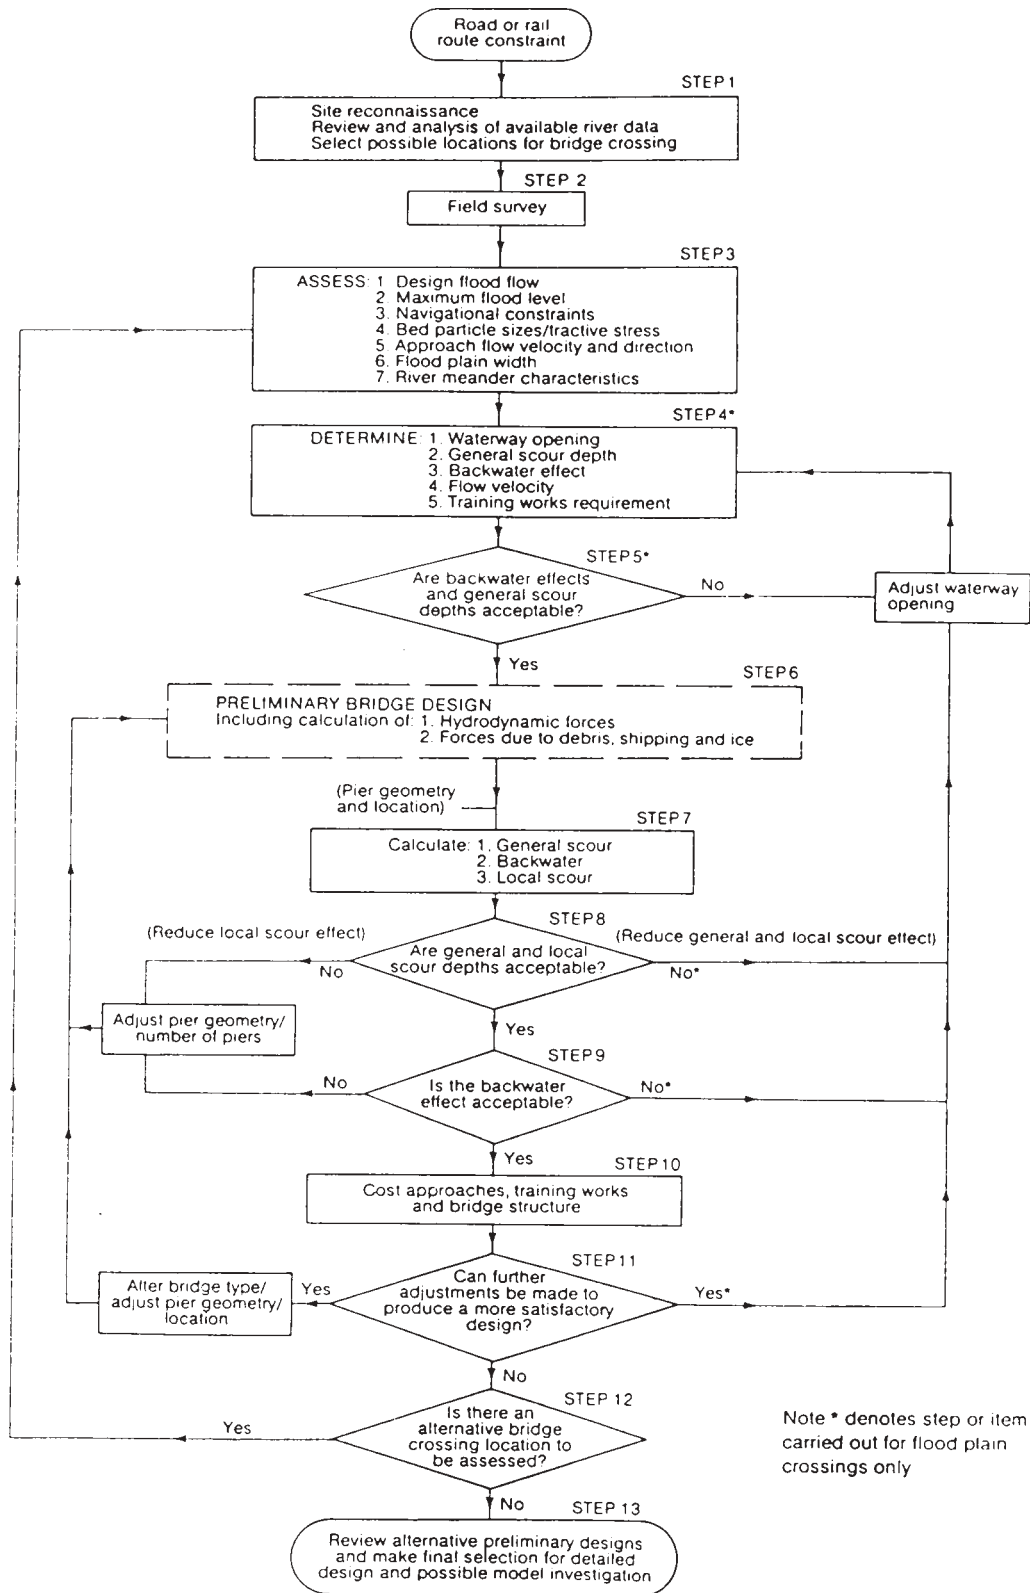 Road or rail
route constraint
STEP 1
Site reconnaissance
Review and analysis of available river data
Select possible locations for bridge crossing
STEP 2
Field survey
STEP 3
ASSESS: 1 Design flood flow
2. Maximum flood level
3. Navigational constraints
4 Bed particle sizes/tractive stress
5 Approach flow velocity and direction
6. Flood plain width
7. River meander characteristics
STEP 4*
DETERMINE: 1. Waterway opening
2. General scour depth
3. Backwater effect
4. Flow velocity
5. Training works requirement
STEP 5*
Are backwater effects
and general scour
depths acceptable?
No
Adjust waterway
opening
Yes
STEP 6
PRELIMINARY BRIDGE DESIGN
Including calculation of: 1. Hydrodynamic forces
2. Forces due to debris, shipping and ice
(Pier geometry
and location)
STEP 7
Calculate: 1. General scour
2. Backwater
3. Local scour
STEP 8
(Reduce local scour effect)
(Reduce general and local scour effect)
Are general and local
scour depths acceptable?
No
No*
Adjust pier geometry/
number of piers
Yes
STEP 9
Is the backwater
effect acceptable?
No
No*
Yes
STEP 10
Cost approaches, training works
and bridge structure
STEP 11
Can further
adjustments be made to
produce a more satisfactory
design?
After bridge type/
adjust pier geometry/
location
Yes
Yes*
No
STEP 12
Is there an
alternative bridge
crossing location to
be assessed?
Yes
Note * denotes step or item
carried out for flood plain
crossings only
No
STEP 13
Review alternative preliminary designs
and make final selection for detailed
design and possible model investigation